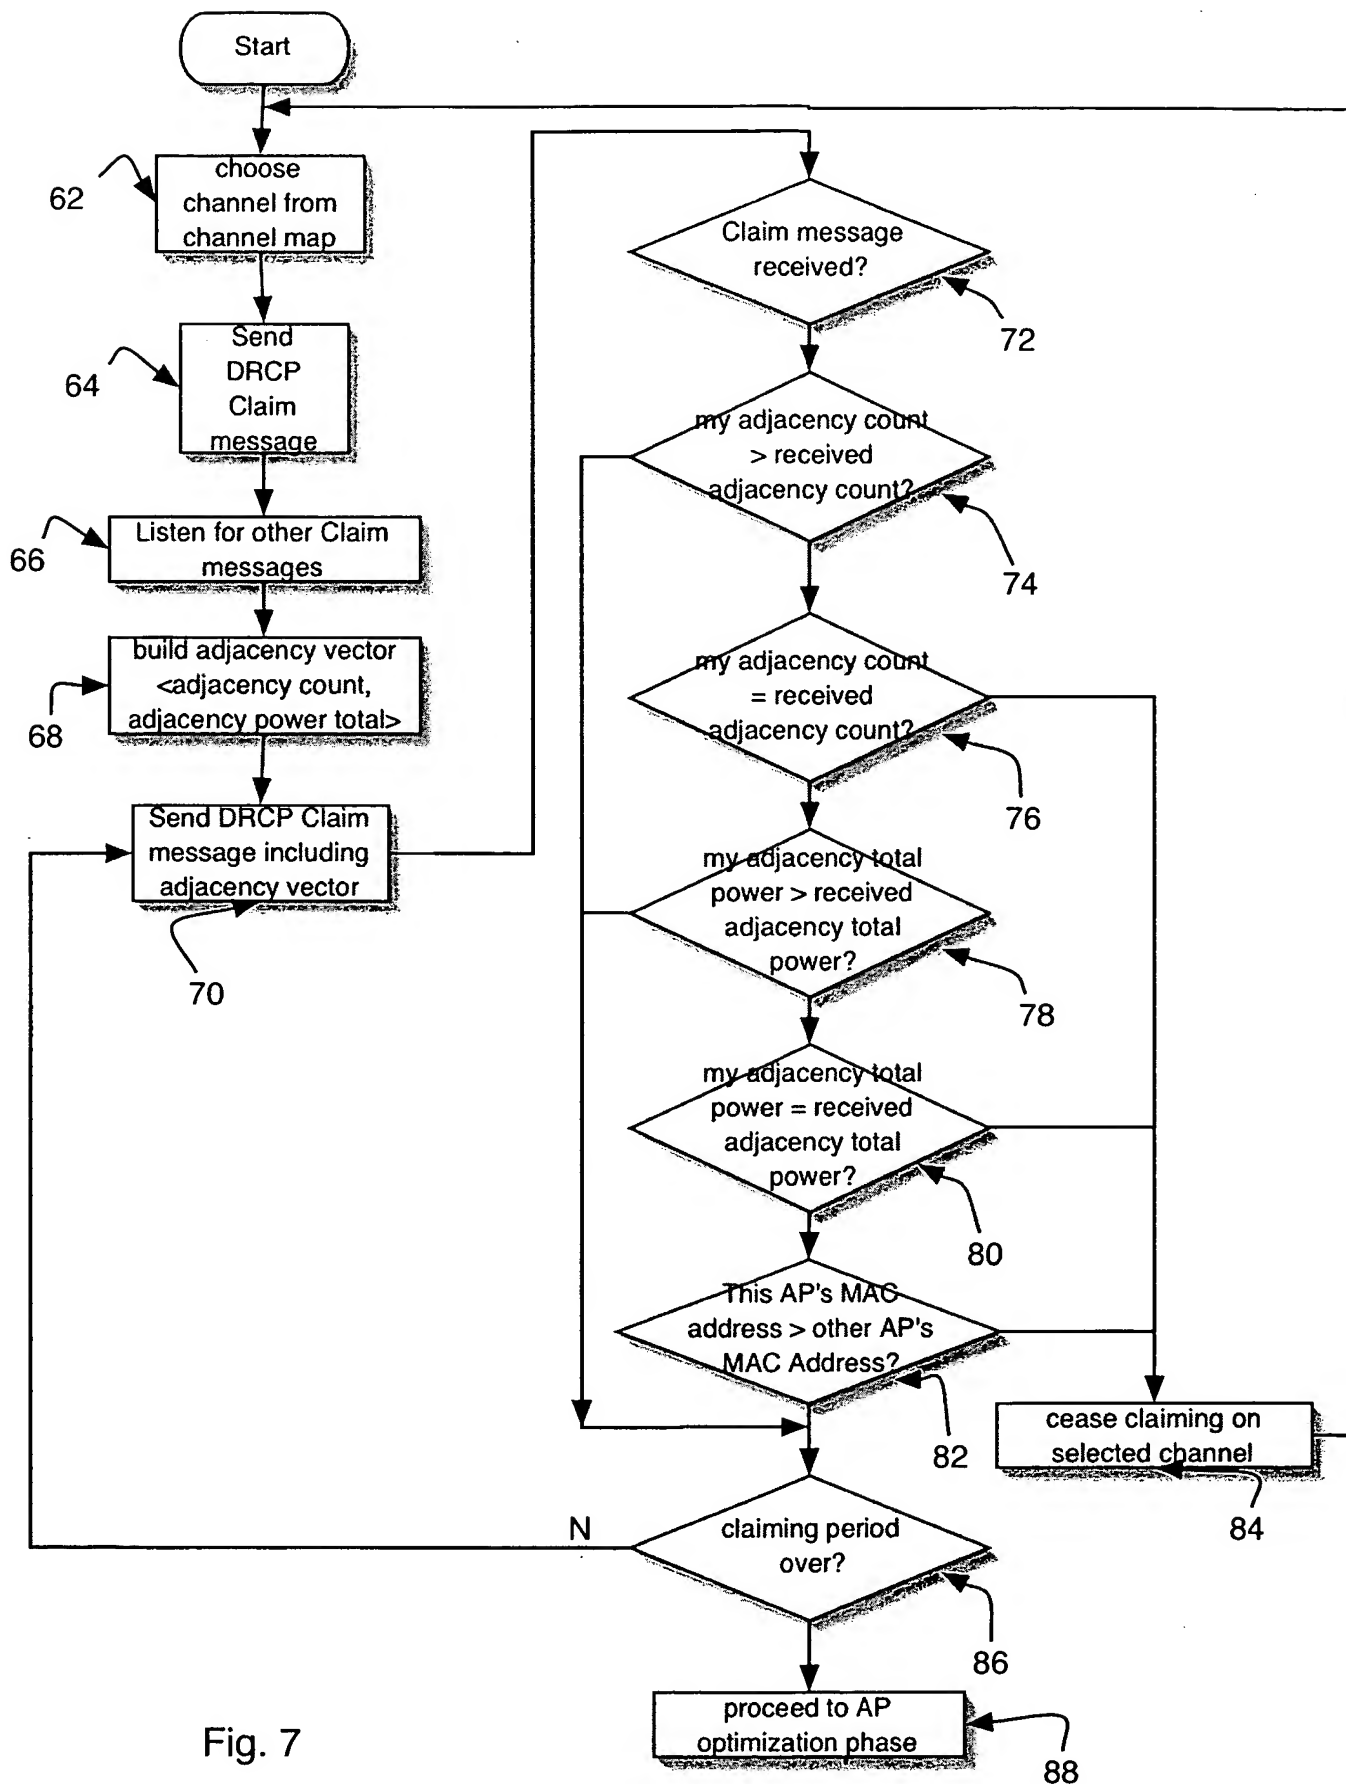 Start
choose
channel from
channel map
62
Send
DRCP
Claim
message
64
Listen for other Claim
messages
66
build adjacency vector
<adjacency count,
adjacency power total>
68
Send DRCP Claim
message including
adjacency vector
70
Claim message
received?
72
my adjacency count
> received
adjacency count?
74
my adjacency count
= received
adjacency count?
76
my adjacency total
power > received
adjacency total
power?
78
my adjacency total
power = received
adjacency total
power?
80
This AP's MAC
address > other AP's
MAC Address?
82
cease claiming on
selected channel
84
N
claiming period
over?
86
proceed to AP
optimization phase
88
Fig. 7